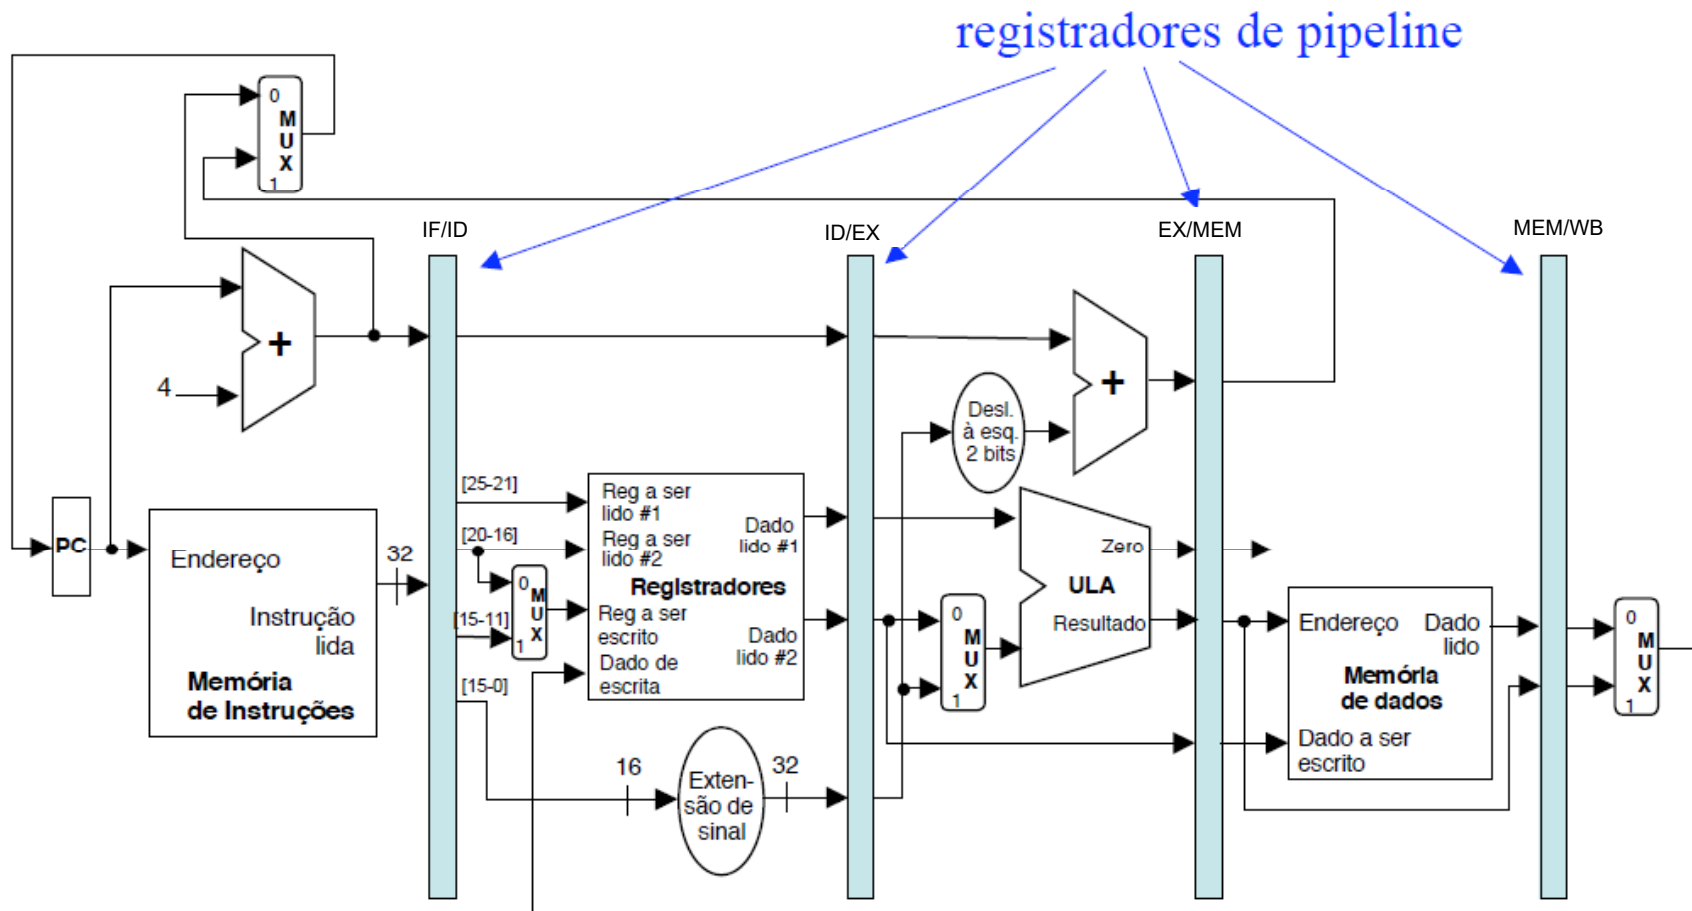 registradores de pipeline
0
M
U
X
1
IF/ID
ID/EX
EX/MEM
MEM/WB
+
4
+
Desl.
à esq.
2 bits
PC
Endereço
Instrução
lida
Memória
de Instruções
32
[25-21]
[20-16]
[15-11]
[15-0]
0
M
U
X
1
Reg a ser
lido #1
Reg a ser
lido #2
Registradores
Reg a ser
escrito
Dado de
escrita
Dado
lido #1
Dado
lido #2
16
Exten-
são de
sinal
32
0
M
U
X
1
Zero
ULA
Resultado
Endereço
Dado
lido
Memória
de dados
Dado a ser
escrito
0
M
U
X
1